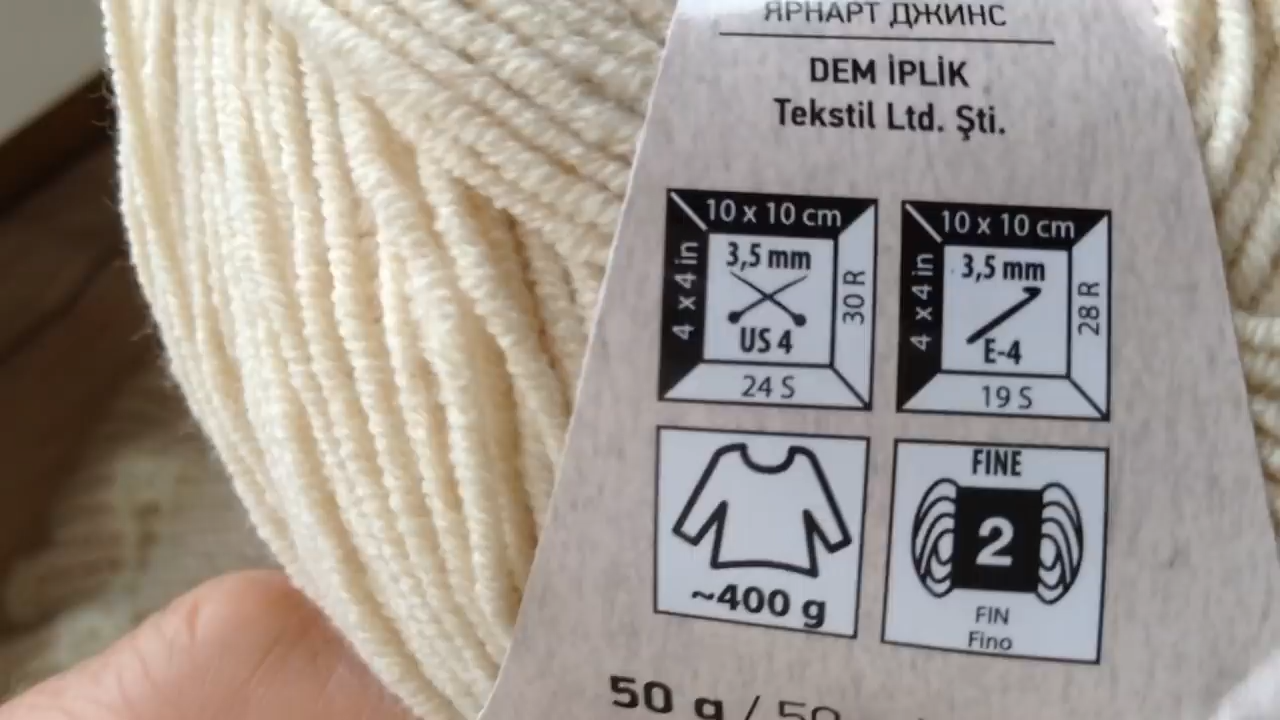 ЯРНАРТ ДЖИНС
DEM İPLİK
Tekstil Ltd. Şti.
10 x 10 cm
4 x 4 in
3,5 mm
US 4
30 R
24 S
10 x 10 cm
4 x 4 in
3,5 mm
E-4
28 R
19 S
~400 g
FINE
2
FIN
Fino
50 g / 50